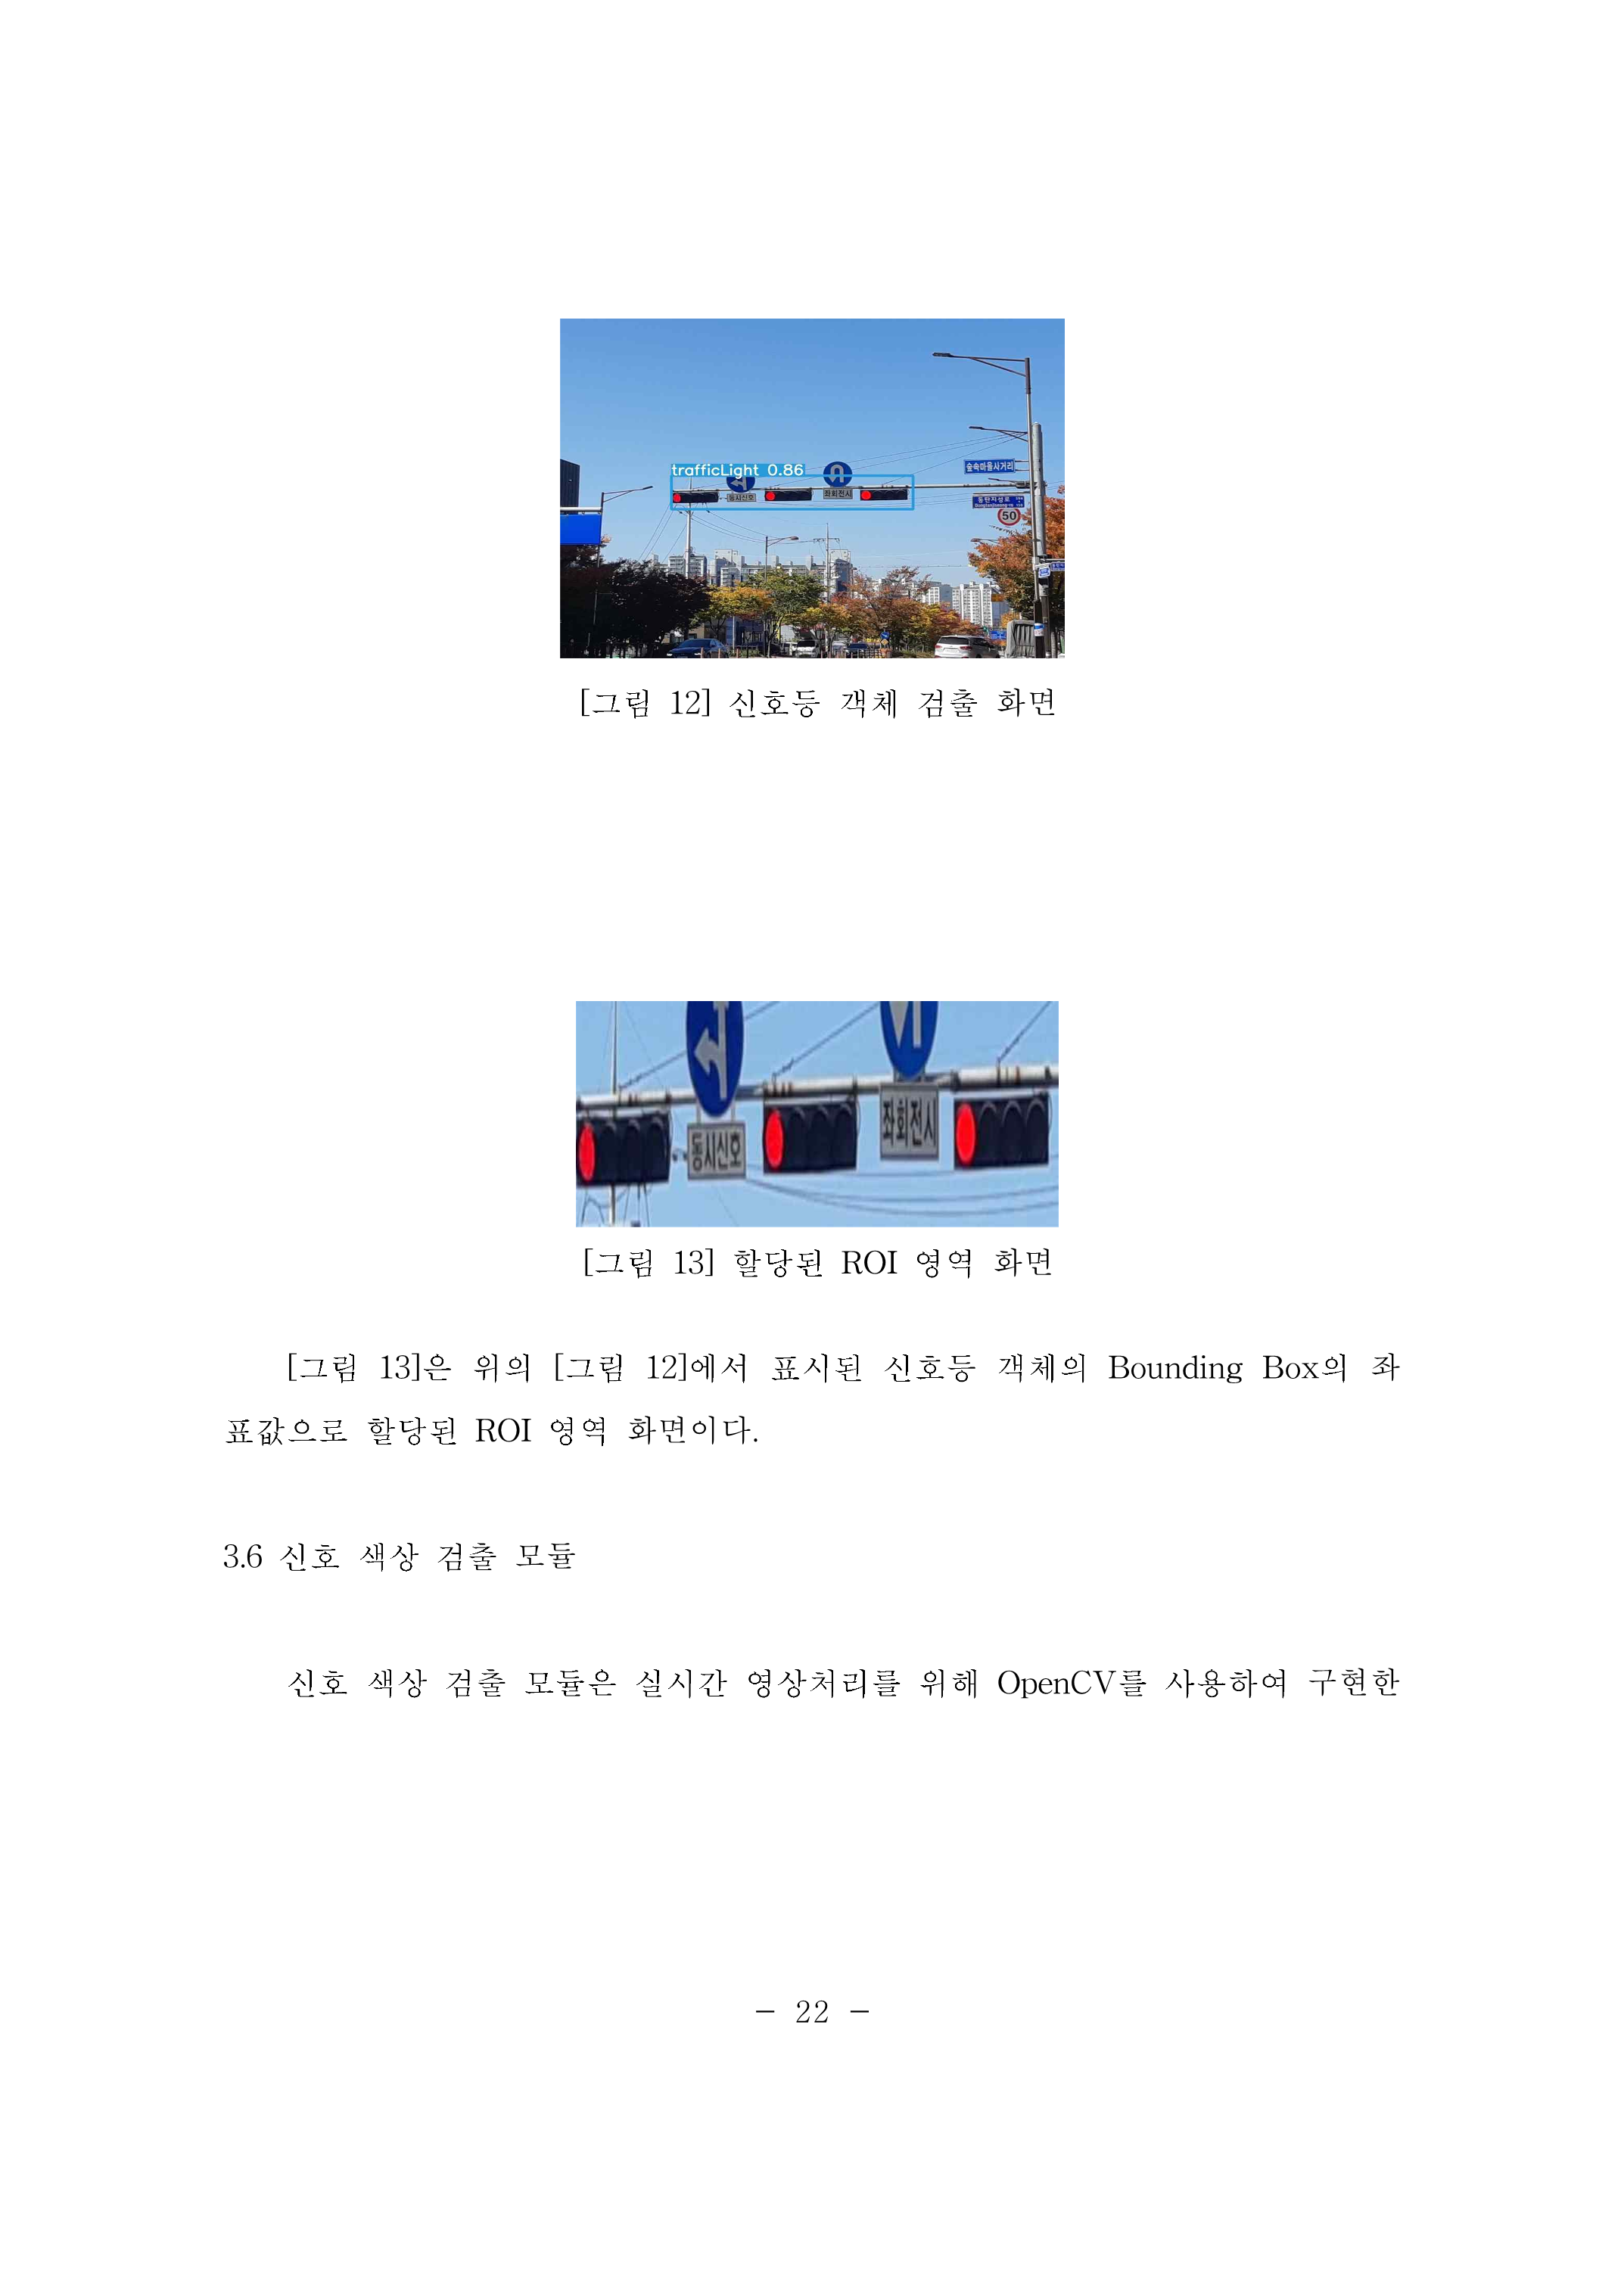 trafficLight 0.86
숲속마을사거리
동시신호
좌회전시
50
[그림 12] 신호등 객체 검출 화면
동시신호
좌회전시
[그림 13] 할당된 ROI 영역 화면
[그림 13]은 위의 [그림 12]에서 표시된 신호등 객체의 Bounding Box의 좌
표값으로 할당된 ROI 영역 화면이다.
3.6 신호 색상 검출 모듈
신호 색상 검출 모듈은 실시간 영상처리를 위해 OpenCV를 사용하여 구현한
- 22 -